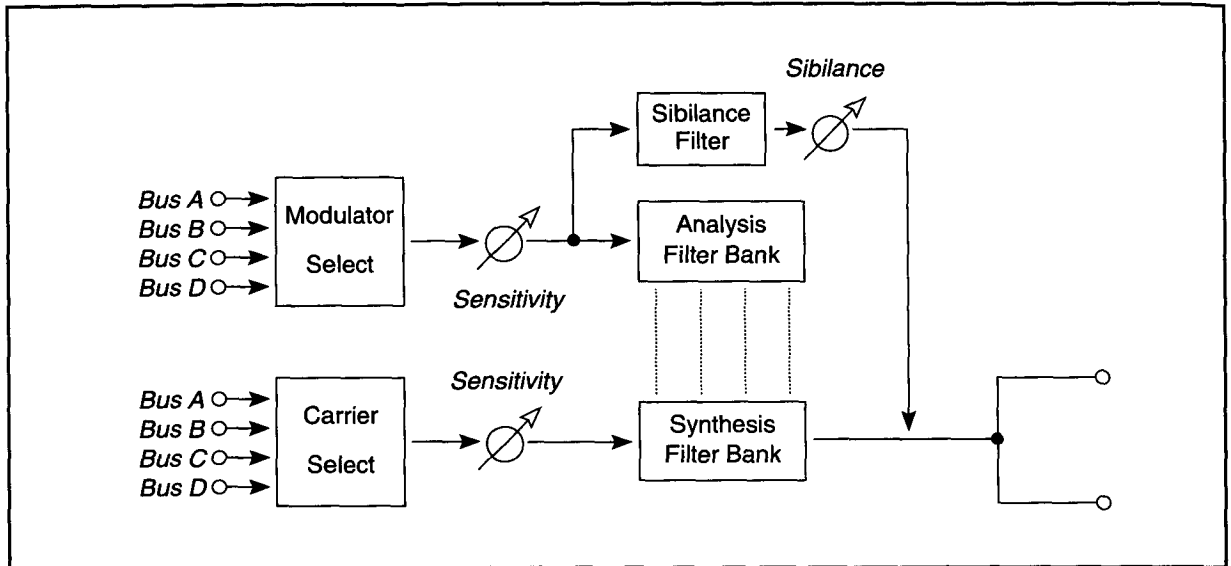 Sibilance
Sibilance
Filter
Bus A
Bus B
Bus C
Bus D
Modulator
Select
Sensitivity
Analysis
Filter Bank
Bus A
Bus B
Bus C
Bus D
Carrier
Select
Sensitivity
Synthesis
Filter Bank